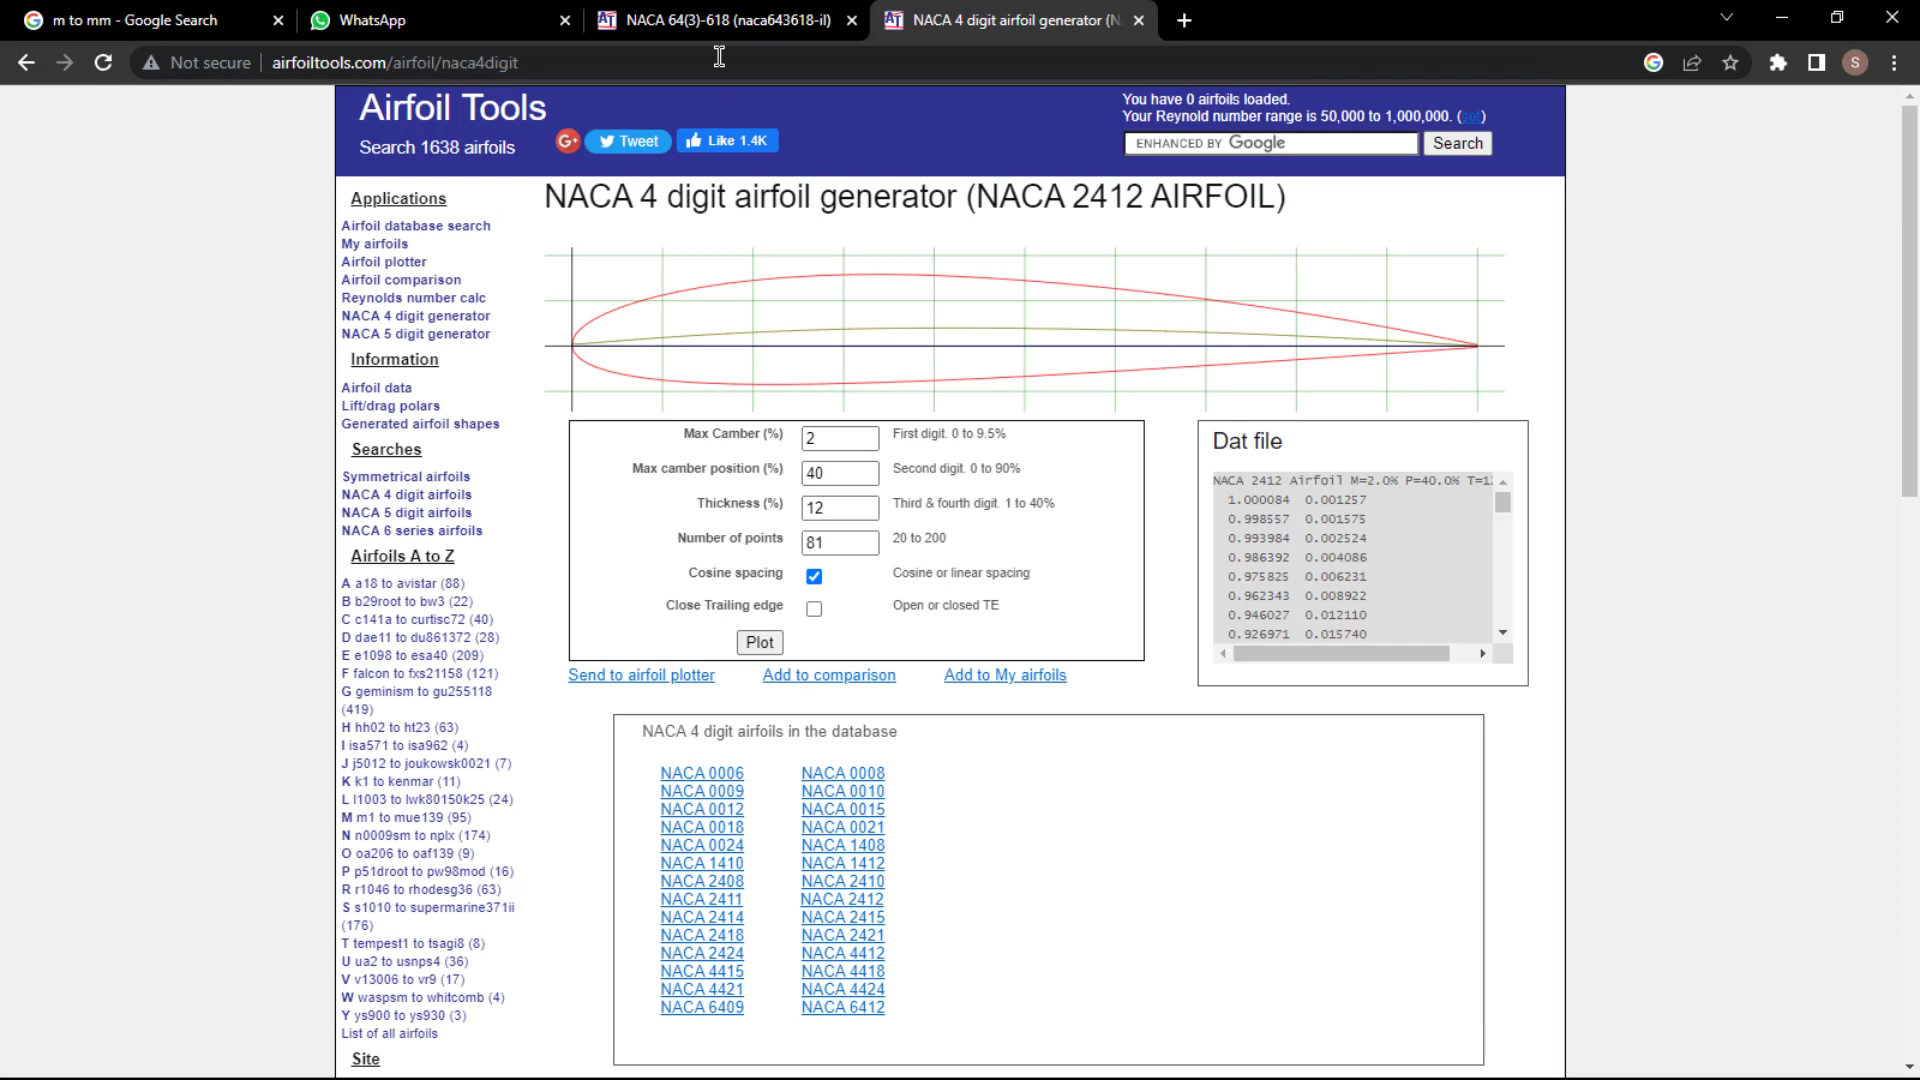 m to mm - Google Search
WhatsApp
NACA 64(3)-618 (naca643618-il)
NACA 4 digit airfoil generator (N
Not secure
airfoiltools.com/airfoil/naca4digit
S
Airfoil Tools
Search 1638 airfoils
G+
Tweet
Like 1.4K
You have 0 airfoils loaded.
Your Reynold number range is 50,000 to 1,000,000. (set)
ENHANCED BY Google
Search
Applications
Airfoil database search
My airfoils
Airfoil plotter
Airfoil comparison
Reynolds number calc
NACA 4 digit generator
NACA 5 digit generator
Information
Airfoil data
Lift/drag polars
Generated airfoil shapes
Searches
Symmetrical airfoils
NACA 4 digit airfoils
NACA 5 digit airfoils
NACA 6 series airfoils
Airfoils A to Z
A a18 to avistar (88)
B b29root to bw3 (22)
C c141a to curtisc72 (40)
D dae11 to du861372 (28)
E e1098 to esa40 (209)
F falcon to fxs21158 (121)
G geminism to gu255118
(419)
H hh02 to ht23 (63)
I isa571 to isa962 (4)
J j5012 to joukowsk0021 (7)
K k1 to kenmar (11)
L l1003 to lwk80150k25 (24)
M m1 to mue139 (95)
N n0009sm to nplx (174)
O oa206 to oaf139 (9)
P p51droot to pw98mod (16)
R r1046 to rhodesg36 (63)
S s1010 to supermarine371ii
(176)
T tempest1 to tsagi8 (8)
U ua2 to usnps4 (36)
V v13006 to vr9 (17)
W waspsm to whitcomb (4)
Y ys900 to ys930 (3)
List of all airfoils
Site
NACA 4 digit airfoil generator (NACA 2412 AIRFOIL)
Max Camber (%) 2 First digit. 0 to 9.5%
Max camber position (%) 40 Second digit. 0 to 90%
Thickness (%) 12 Third & fourth digit. 1 to 40%
Number of points 81 20 to 200
Cosine spacing Cosine or linear spacing
Close Trailing edge Open or closed TE
Plot
Send to airfoil plotter Add to comparison Add to My airfoils
Dat file
NACA 2412 Airfoil M=2.0% P=40.0% T=12
1.000084 0.001257
0.998557 0.001575
0.993984 0.002524
0.986392 0.004086
0.975825 0.006231
0.962343 0.008922
0.946027 0.012110
0.926971 0.015740
NACA 4 digit airfoils in the database
NACA 0006 NACA 0008
NACA 0009 NACA 0010
NACA 0012 NACA 0015
NACA 0018 NACA 0021
NACA 0024 NACA 1408
NACA 1410 NACA 1412
NACA 2408 NACA 2410
NACA 2411 NACA 2412
NACA 2414 NACA 2415
NACA 2418 NACA 2421
NACA 2424 NACA 4412
NACA 4415 NACA 4418
NACA 4421 NACA 4424
NACA 6409 NACA 6412